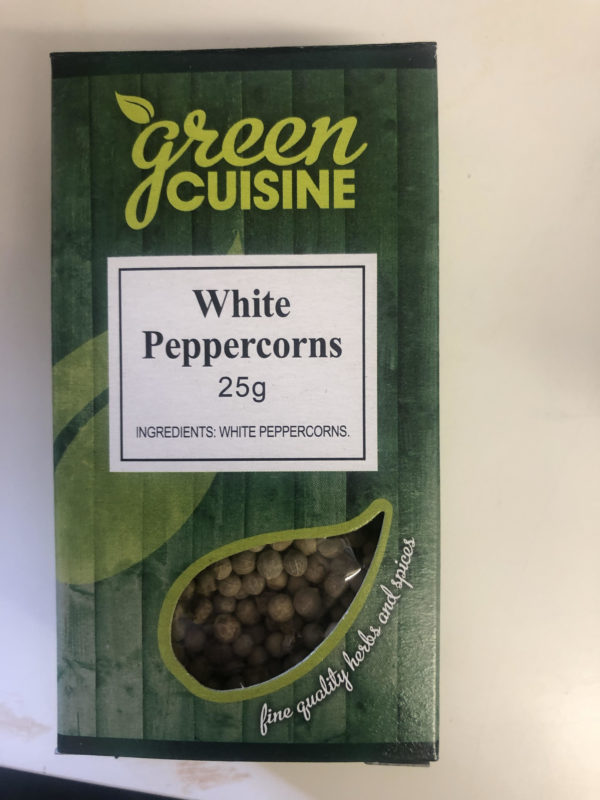 green
CUISINE
White
Peppercorns
25g
INGREDIENTS: WHITE PEPPERCORNS.
fine quality herbs and spices